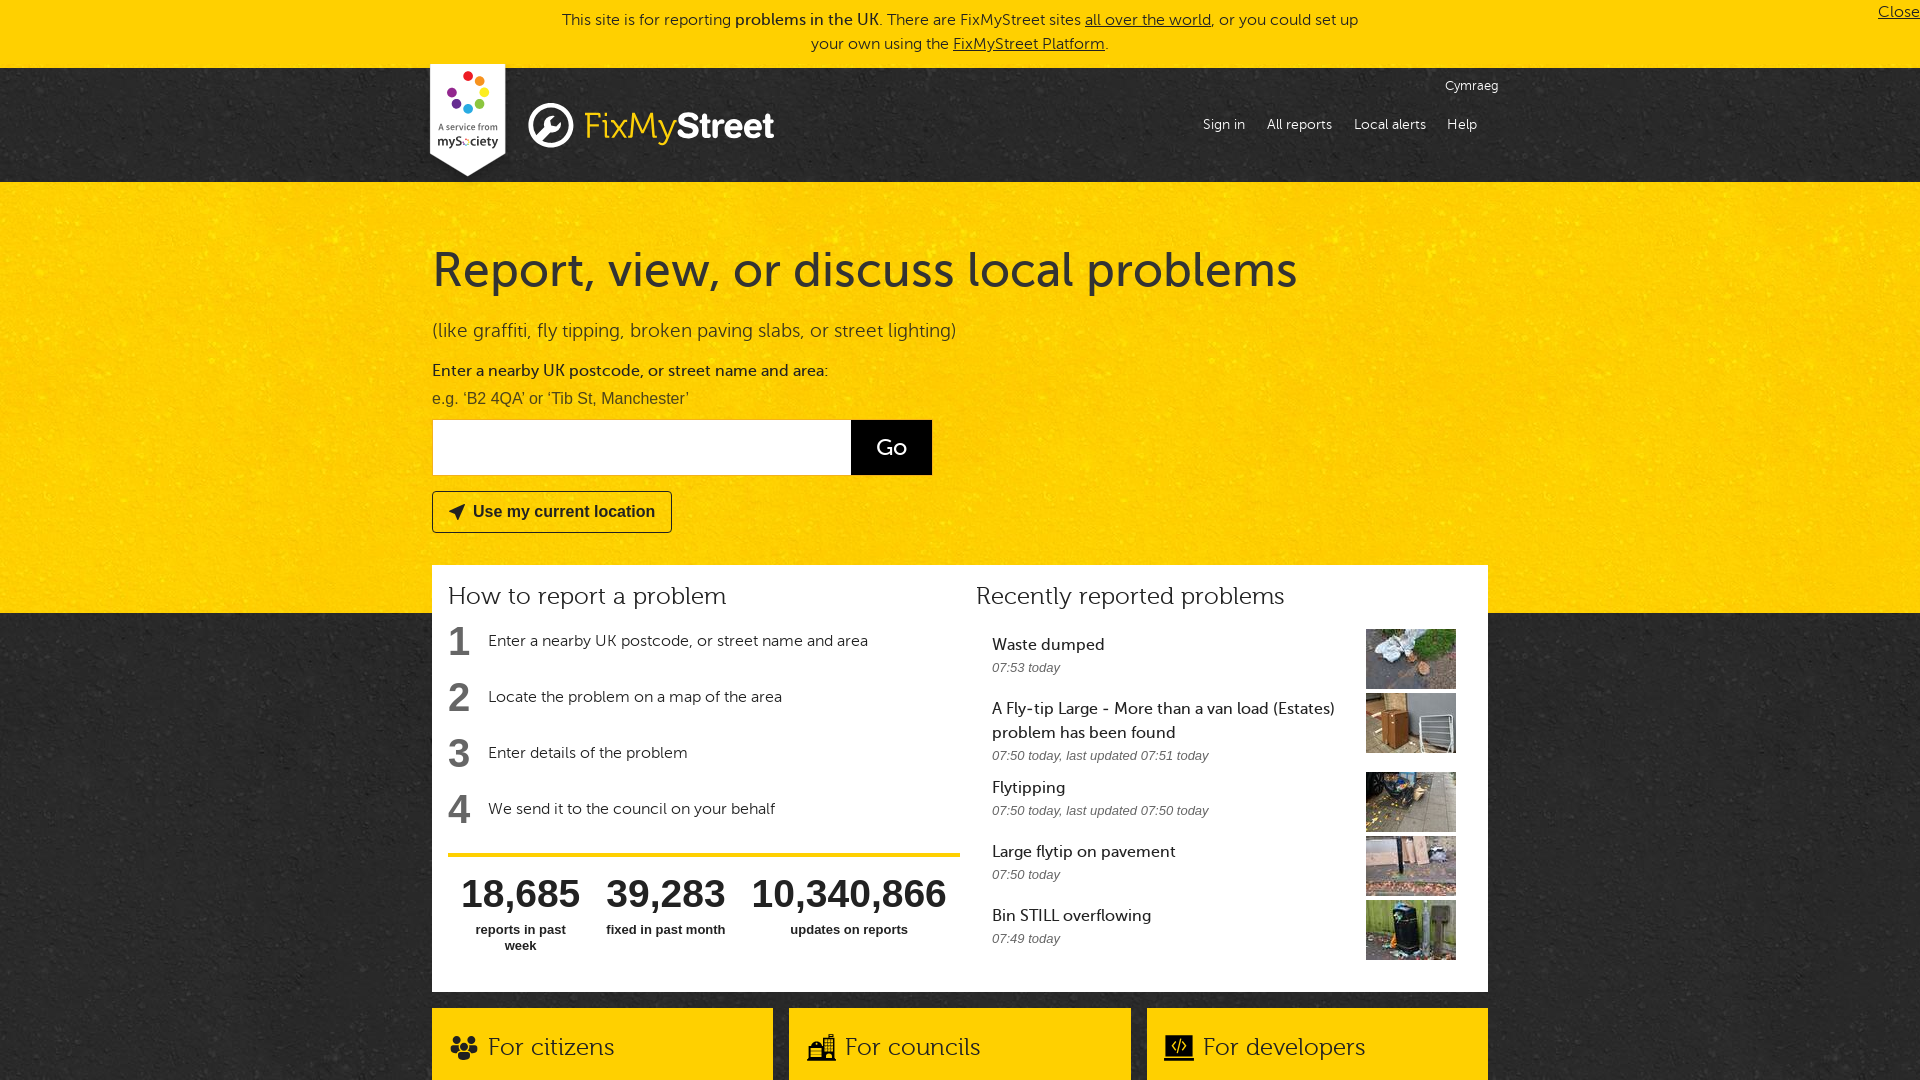 This site is for reporting problems in the UK. There are FixMyStreet sites all over the world, or you could set up
your own using the FixMyStreet Platform.
Close
A service from
mySociety
FixMyStreet
Cymraeg
Sign in
All reports
Local alerts
Help
Report, view, or discuss local problems
(like graffiti, fly tipping, broken paving slabs, or street lighting)
Enter a nearby UK postcode, or street name and area:
e.g. ‘B2 4QA’ or ‘Tib St, Manchester’
Go
Use my current location
How to report a problem
1 Enter a nearby UK postcode, or street name and area
2 Locate the problem on a map of the area
3 Enter details of the problem
4 We send it to the council on your behalf
18,685
reports in past
week
39,283
fixed in past month
10,340,866
updates on reports
Recently reported problems
Waste dumped
07:53 today
A Fly-tip Large - More than a van load (Estates)
problem has been found
07:50 today, last updated 07:51 today
Flytipping
07:50 today, last updated 07:50 today
Large flytip on pavement
07:50 today
Bin STILL overflowing
07:49 today
For citizens
For councils
For developers